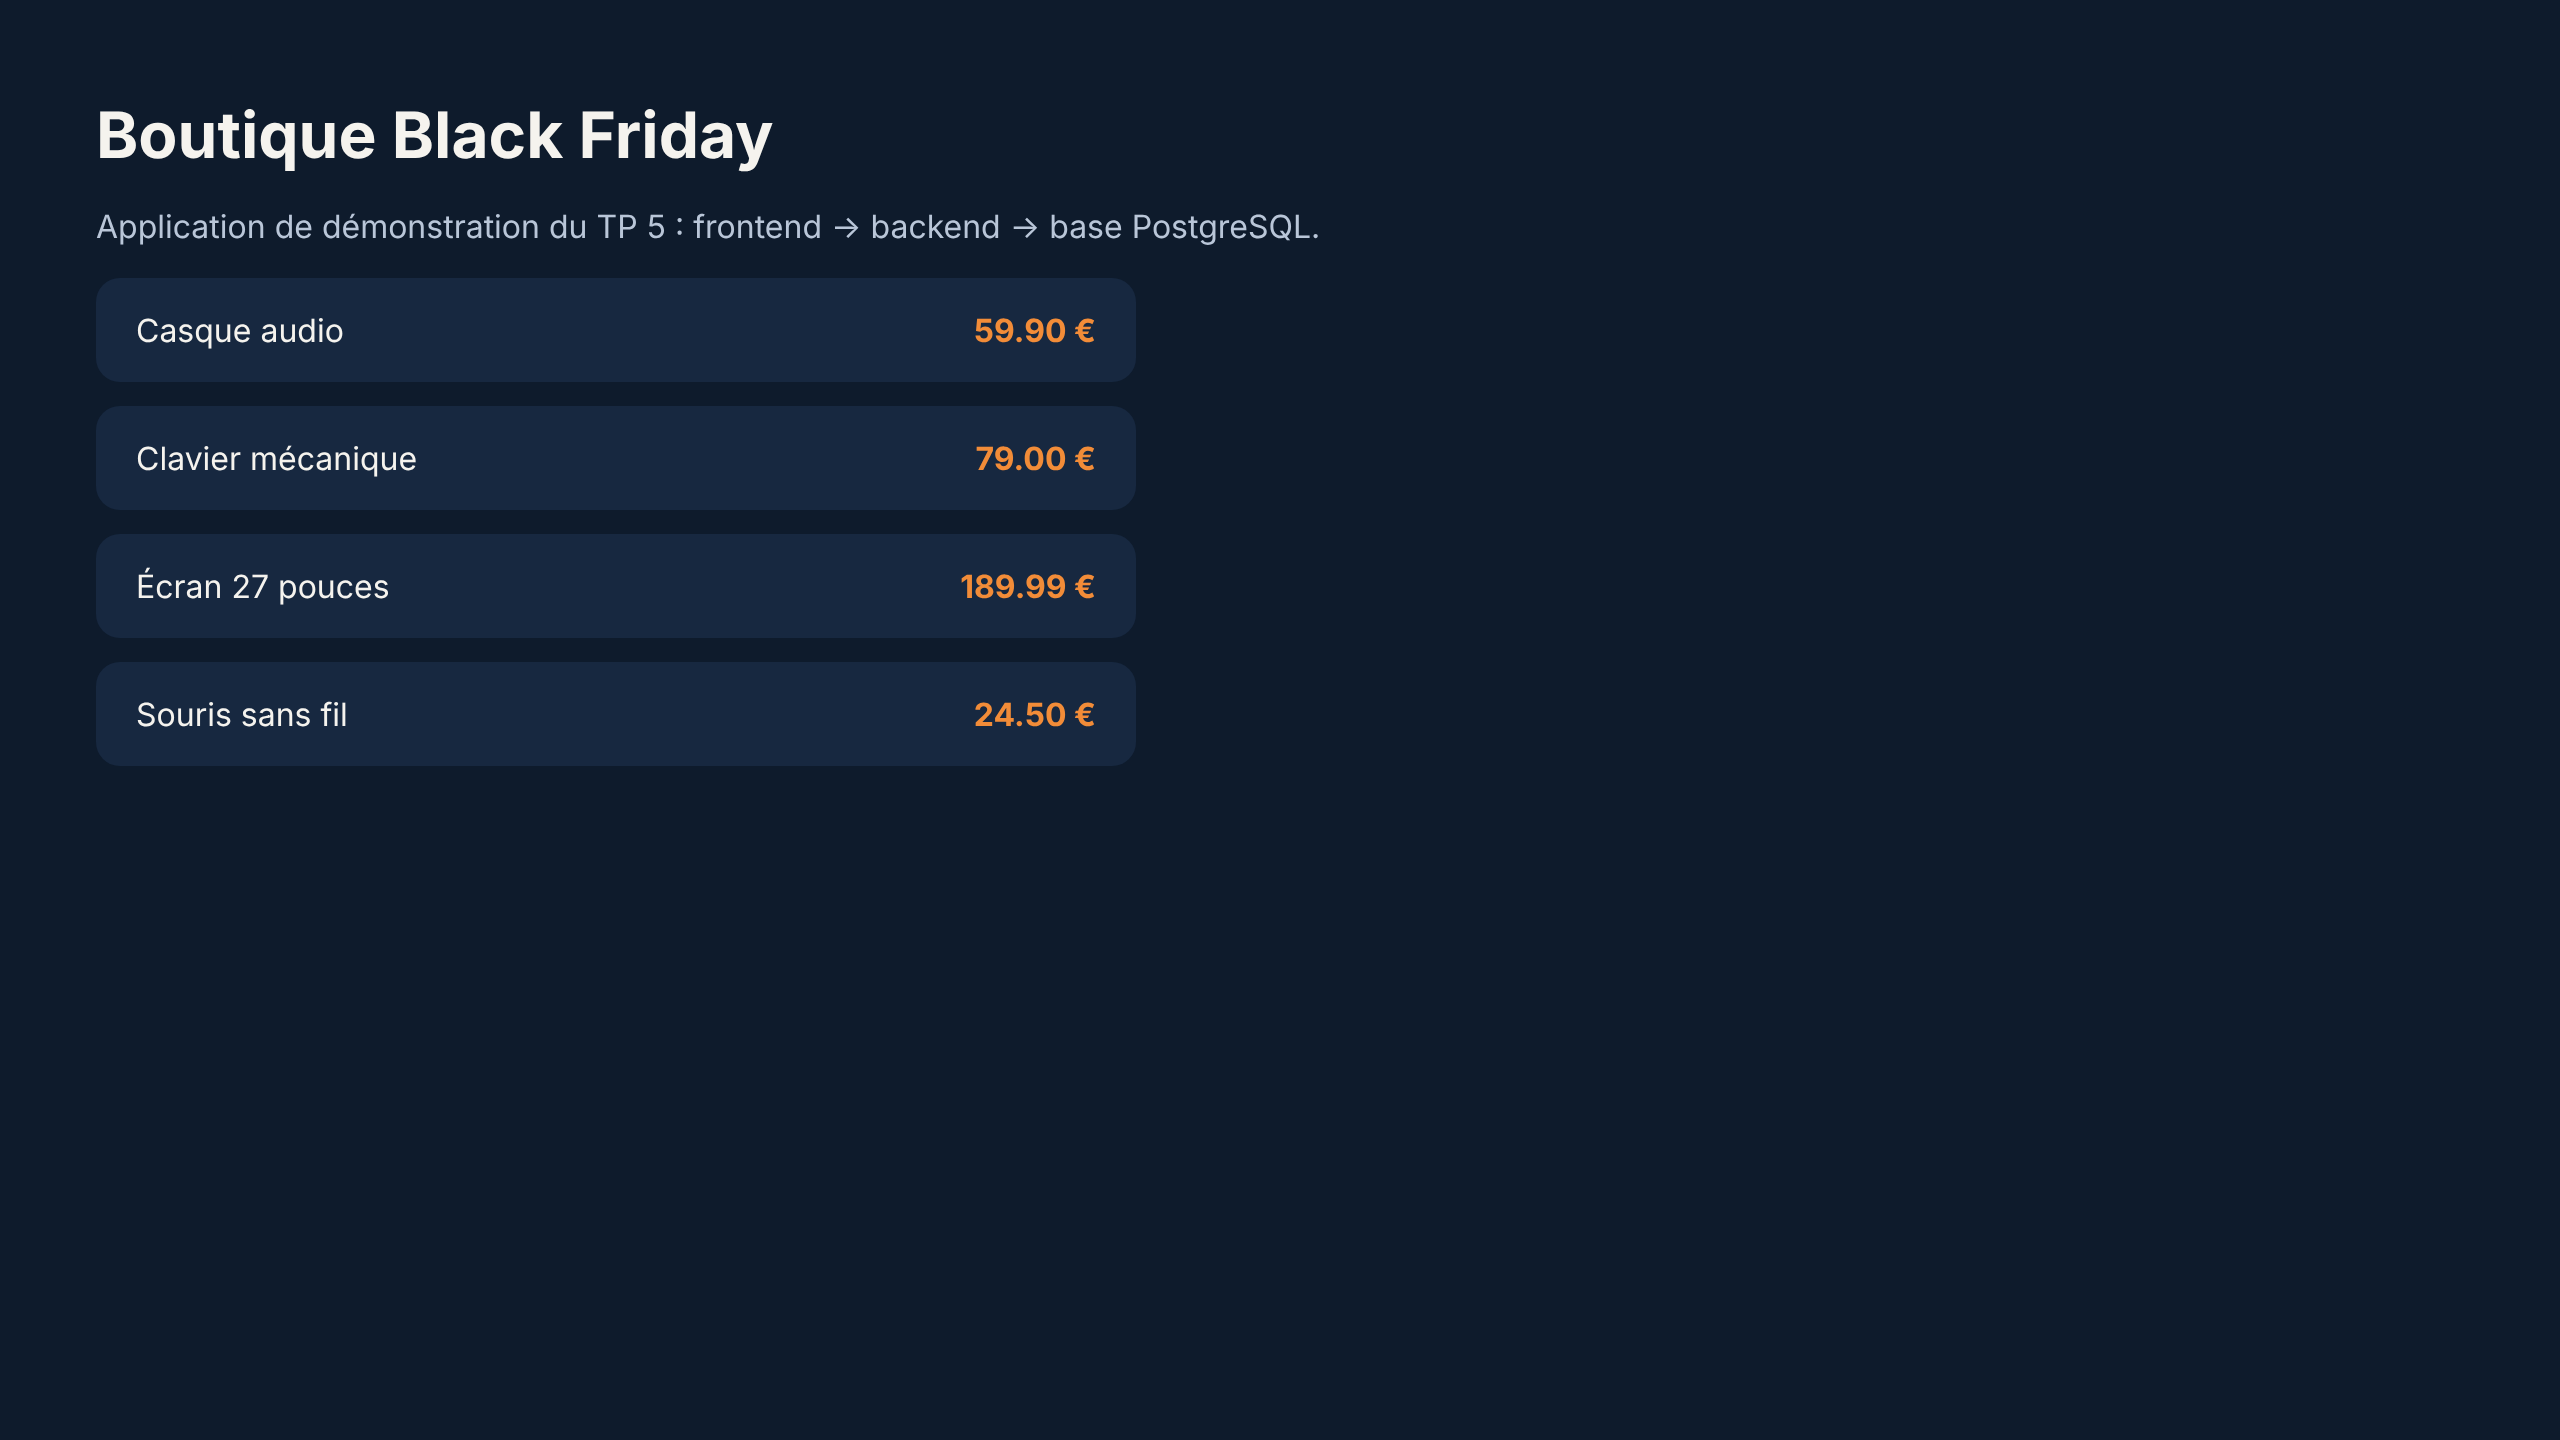 Boutique Black Friday
Application de démonstration du TP 5 : frontend → backend → base PostgreSQL.
Casque audio 59.90 €
Clavier mécanique 79.00 €
Écran 27 pouces 189.99 €
Souris sans fil 24.50 €